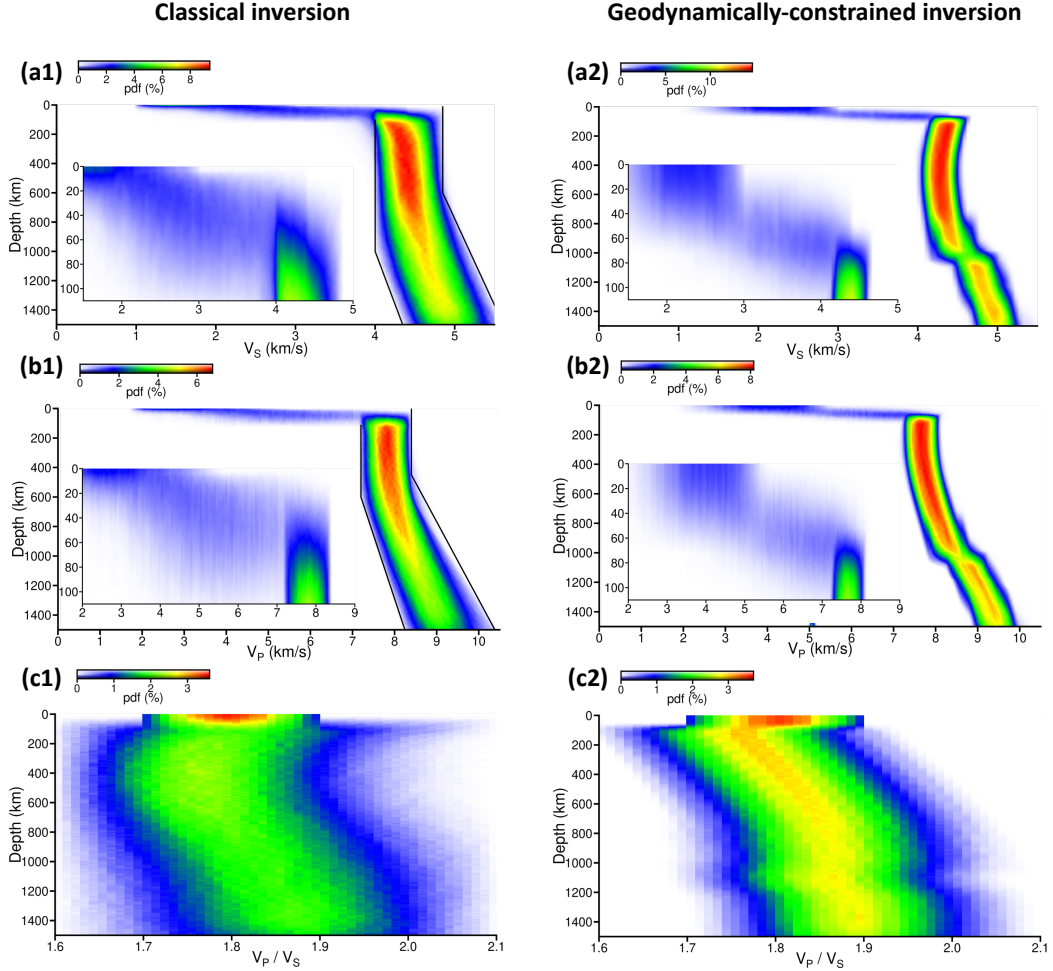 Classical inversion
Geodynamically-constrained inversion
(a1)
0 2 4 6 8
pdf (%)
0
200
400
600
800
1000
1200
1400
Depth (km)
0
20
40
60
80
100
2 3 4 5
0 1 2 3 4 5
V_S (km/s)
(a2)
0 5 10
pdf (%)
0
200
400
600
800
1000
1200
1400
Depth (km)
0
20
40
60
80
100
2 3 4 5
0 1 2 3 4 5
V_S (km/s)
(b1)
0 2 4 6
pdf (%)
0
200
400
600
800
1000
1200
1400
Depth (km)
0
20
40
60
80
100
2 3 4 5 6 7 8 9
0 1 2 3 4 5 6 7 8 9 10
V_P (km/s)
(b2)
0 2 4 6 8
pdf (%)
0
200
400
600
800
1000
1200
1400
Depth (km)
0
20
40
60
80
100
2 3 4 5 6 7 8 9
0 1 2 3 4 5 6 7 8 9 10
V_P (km/s)
(c1)
0 1 2 3
pdf (%)
0
200
400
600
800
1000
1200
1400
Depth (km)
1.6 1.7 1.8 1.9 2.0 2.1
V_P / V_S
(c2)
0 1 2 3
pdf (%)
0
200
400
600
800
1000
1200
1400
Depth (km)
1.6 1.7 1.8 1.9 2.0 2.1
V_P / V_S